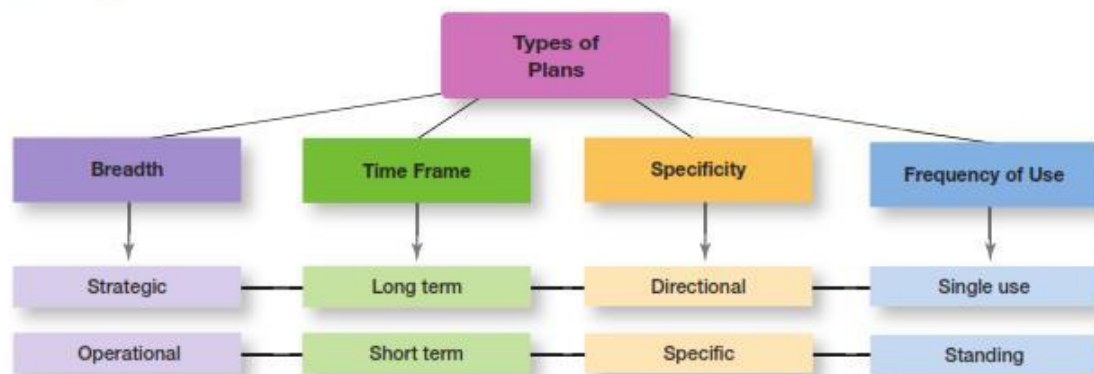 Types of
Plans
Breadth
Time Frame
Specificity
Frequency of Use
Strategic
Long term
Directional
Single use
Operational
Short term
Specific
Standing